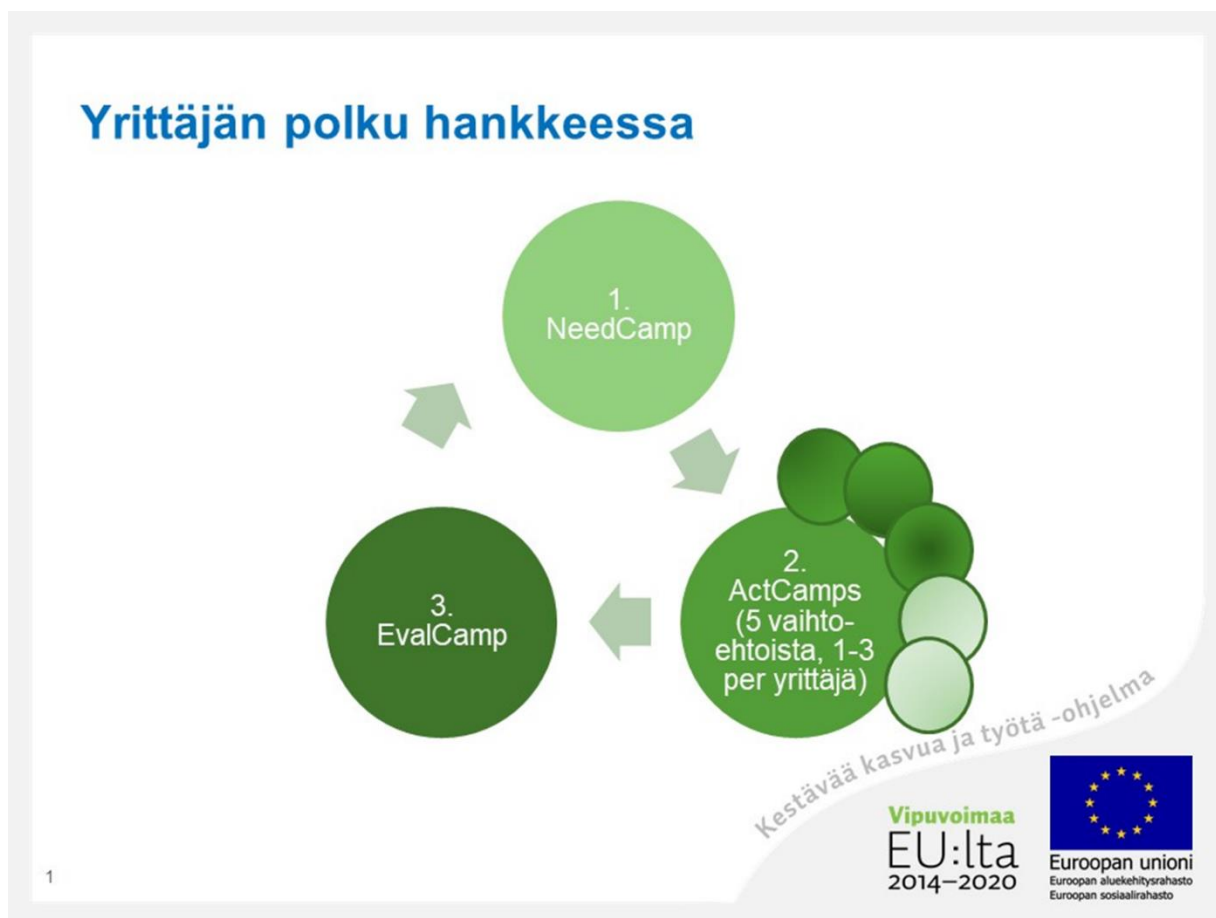 Yrittäjän polku hankkeessa
1.
NeedCamp
2.
ActCamps
(5 vaihto-
ehtoista, 1-3
per yrittäjä)
3.
EvalCamp
Kestävää kasvua ja työtä -ohjelma
Vipuvoimaa
EU:lta
2014–2020
Euroopan unioni
Euroopan aluekehitysrahasto
Euroopan sosiaalirahasto
1